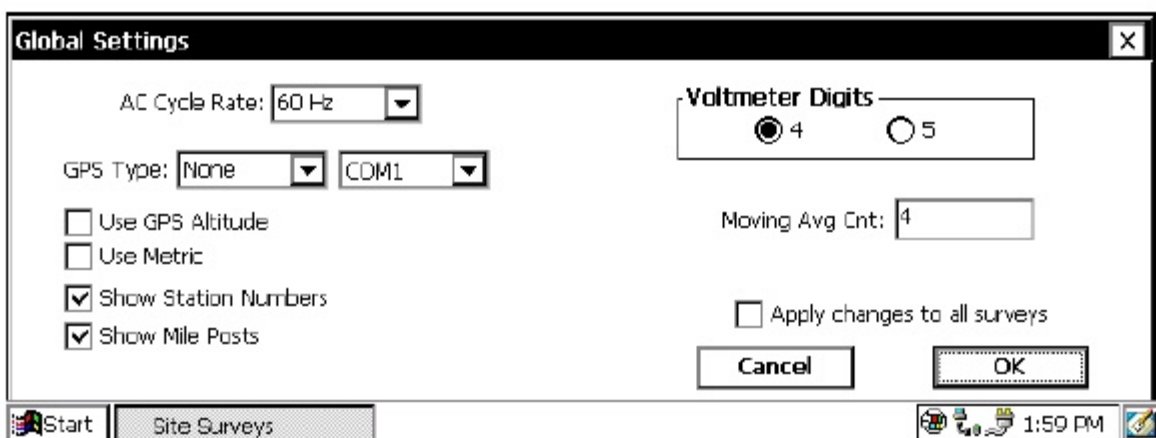 Global Settings
AC Cycle Rate: 60 Hz
GPS Type: None COM1
Use GPS Altitude
Use Metric
Show Station Numbers
Show Mile Posts
Voltmeter Digits
4 5
Moving Avg Cnt: 4
Apply changes to all surveys
Cancel OK
Start Site Surveys 1:59 PM